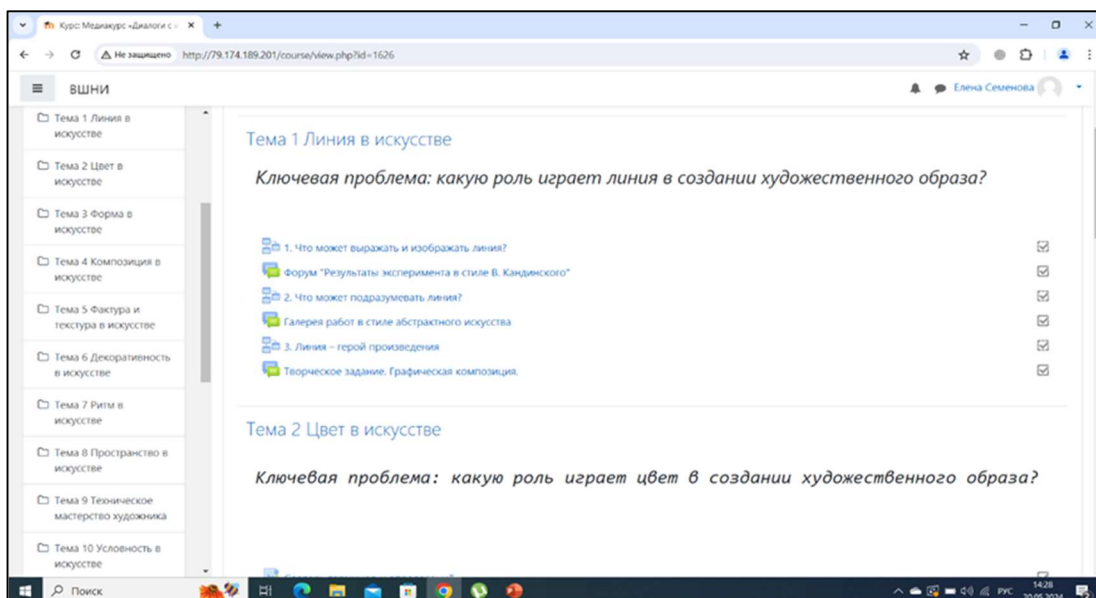 Курс: Медиакурс «Диалоги с и
Не защищено http://79.174.189.201/course/view.php?id=1626
ВШНИ
Елена Семенова
Тема 1 Линия в
искусстве
Тема 2 Цвет в
искусстве
Тема 3 Форма в
искусстве
Тема 4 Композиция в
искусстве
Тема 5 Фактура и
текстура в искусстве
Тема 6 Декоративность
в искусстве
Тема 7 Ритм в
искусстве
Тема 8 Пространство в
искусстве
Тема 9 Техническое
мастерство художника
Тема 10 Условность в
искусстве
Тема 1 Линия в искусстве
Ключевая проблема: какую роль играет линия в создании художественного образа?
1. Что может выражать и изображать линия?
Форум "Результаты эксперимента в стиле В. Кандинского"
2. Что может подразумевать линия?
Галерея работ в стиле абстрактного искусства
3. Линия – герой произведения
Творческое задание. Графическая композиция.
Тема 2 Цвет в искусстве
Ключевая проблема: какую роль играет цвет в создании художественного образа?
Поиск
РУС
14:28
20.05.2024